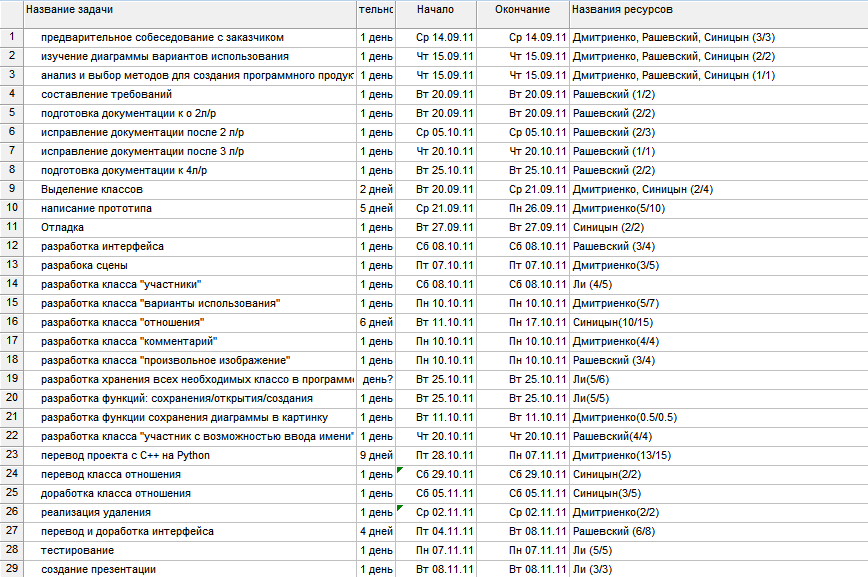 Название задачи тельнс Начало Окончание Названия ресурсов
1 предварительное собеседование с заказчиком 1 день Ср 14.09.11 Ср 14.09.11 Дмитриенко, Рашевский, Синицын (3/3)
2 изучение диаграммы вариантов использования 1 день Чт 15.09.11 Чт 15.09.11 Дмитриенко, Рашевский, Синицын (2/2)
3 анализ и выбор методов для создания программного продук 1 день Чт 15.09.11 Чт 15.09.11 Дмитриенко, Рашевский, Синицын (1/1)
4 составление требований 1 день Вт 20.09.11 Вт 20.09.11 Рашевский (1/2)
5 подготовка документации к о 2л/р 1 день Вт 20.09.11 Вт 20.09.11 Рашевский (2/2)
6 исправление документации после 2 л/р 1 день Ср 05.10.11 Ср 05.10.11 Рашевский (2/3)
7 исправление документации после 3 л/р 1 день Чт 20.10.11 Чт 20.10.11 Рашевский (1/1)
8 подготовка документации к 4л/р 1 день Вт 25.10.11 Вт 25.10.11 Рашевский (2/2)
9 Выделение классов 2 дней Вт 20.09.11 Ср 21.09.11 Дмитриенко, Синицын (2/4)
10 написание прототипа 5 дней Ср 21.09.11 Пн 26.09.11 Дмитриенко(5/10)
11 Отладка 1 день Вт 27.09.11 Вт 27.09.11 Синицын (2/2)
12 разработка интерфейса 1 день Сб 08.10.11 Сб 08.10.11 Рашевский (3/4)
13 разрабока сцены 1 день Пт 07.10.11 Пт 07.10.11 Дмитриенко(3/5)
14 разработка класса "участники" 1 день Сб 08.10.11 Сб 08.10.11 Ли (4/5)
15 разработка класса "варианты использования" 1 день Пн 10.10.11 Пн 10.10.11 Дмитриенко(5/7)
16 разработка класса "отношения" 6 дней Вт 11.10.11 Пн 17.10.11 Синицын(10/15)
17 разработка класса "комментарий" 1 день Пн 10.10.11 Пн 10.10.11 Дмитриенко(4/4)
18 разработка класса "произвольное изображение" 1 день Пн 10.10.11 Пн 10.10.11 Рашевский (3/4)
19 разработка хранения всех необходимых классо в программе день? Вт 25.10.11 Вт 25.10.11 Ли(5/6)
20 разработка функций: сохранения/открытия/создания 1 день Вт 25.10.11 Вт 25.10.11 Ли(5/5)
21 разработка функции сохранения диаграммы в картинку 1 день Вт 11.10.11 Вт 11.10.11 Дмитриенко(0.5/0.5)
22 разработка класса "участник с возможностью ввода имени" 1 день Чт 20.10.11 Чт 20.10.11 Рашевский(4/4)
23 перевод проекта с C++ на Python 9 дней Пт 28.10.11 Пн 07.11.11 Дмитриенко(13/15)
24 перевод класса отношения 1 день Сб 29.10.11 Сб 29.10.11 Синицын(2/2)
25 доработка класса отношения 1 день Сб 05.11.11 Сб 05.11.11 Синицын(3/5)
26 реализация удаления 1 день Ср 02.11.11 Ср 02.11.11 Дмитриенко(2/2)
27 перевод и доработка интерфейса 4 дней Пт 04.11.11 Вт 08.11.11 Рашевский (6/8)
28 тестирование 1 день Пн 07.11.11 Пн 07.11.11 Ли (5/5)
29 создание презентации 1 день Вт 08.11.11 Вт 08.11.11 Ли (3/3)